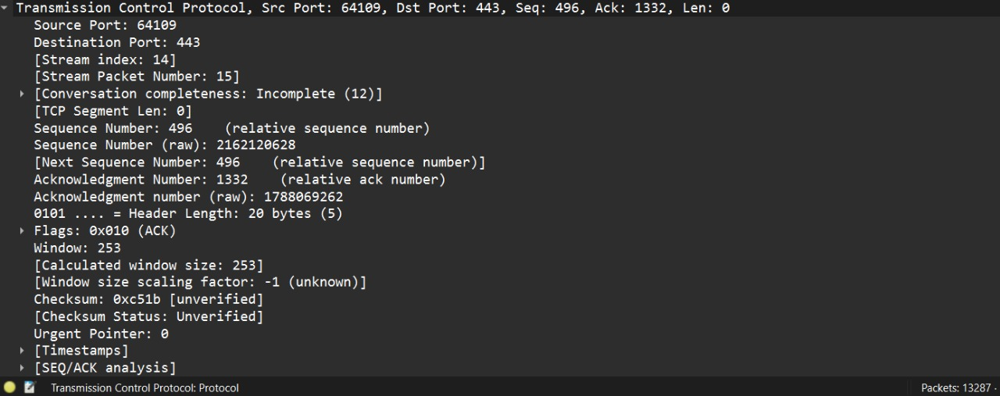 Transmission Control Protocol, Src Port: 64109, Dst Port: 443, Seq: 496, Ack: 1332, Len: 0
Source Port: 64109
Destination Port: 443
[Stream index: 14]
[Stream Packet Number: 15]
[Conversation completeness: Incomplete (12)]
[TCP Segment Len: 0]
Sequence Number: 496    (relative sequence number)
Sequence Number (raw): 2162120628
[Next Sequence Number: 496    (relative sequence number)]
Acknowledgment Number: 1332    (relative ack number)
Acknowledgment number (raw): 1788069262
0101 .... = Header Length: 20 bytes (5)
Flags: 0x010 (ACK)
Window: 253
[Calculated window size: 253]
[Window size scaling factor: -1 (unknown)]
Checksum: 0xc51b [unverified]
[Checksum Status: Unverified]
Urgent Pointer: 0
[Timestamps]
[SEQ/ACK analysis]
Transmission Control Protocol: Protocol
Packets: 13287 ·